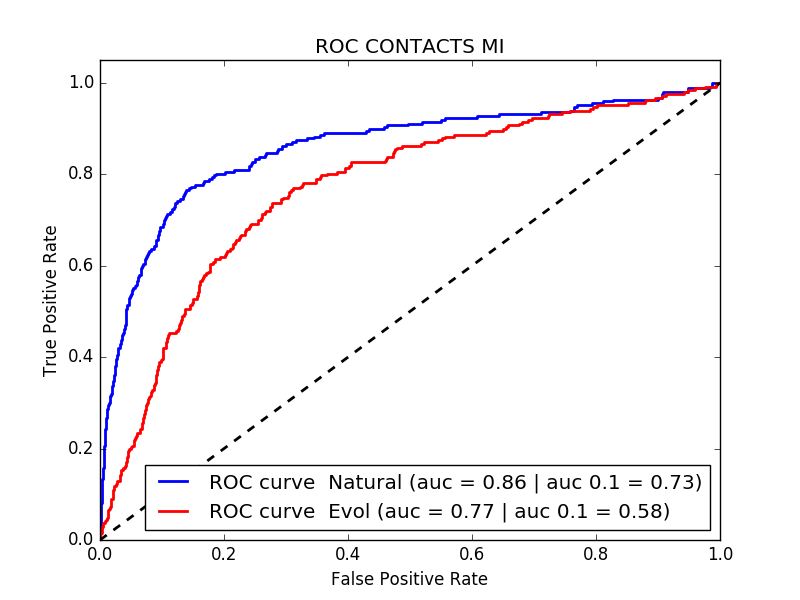 ROC CONTACTS MI
True Positive Rate
1.0
0.8
0.6
0.4
0.2
0.0
ROC curve  Natural (auc = 0.86 | auc 0.1 = 0.73)
ROC curve  Evol (auc = 0.77 | auc 0.1 = 0.58)
0.0 0.2 0.4 0.6 0.8 1.0
False Positive Rate